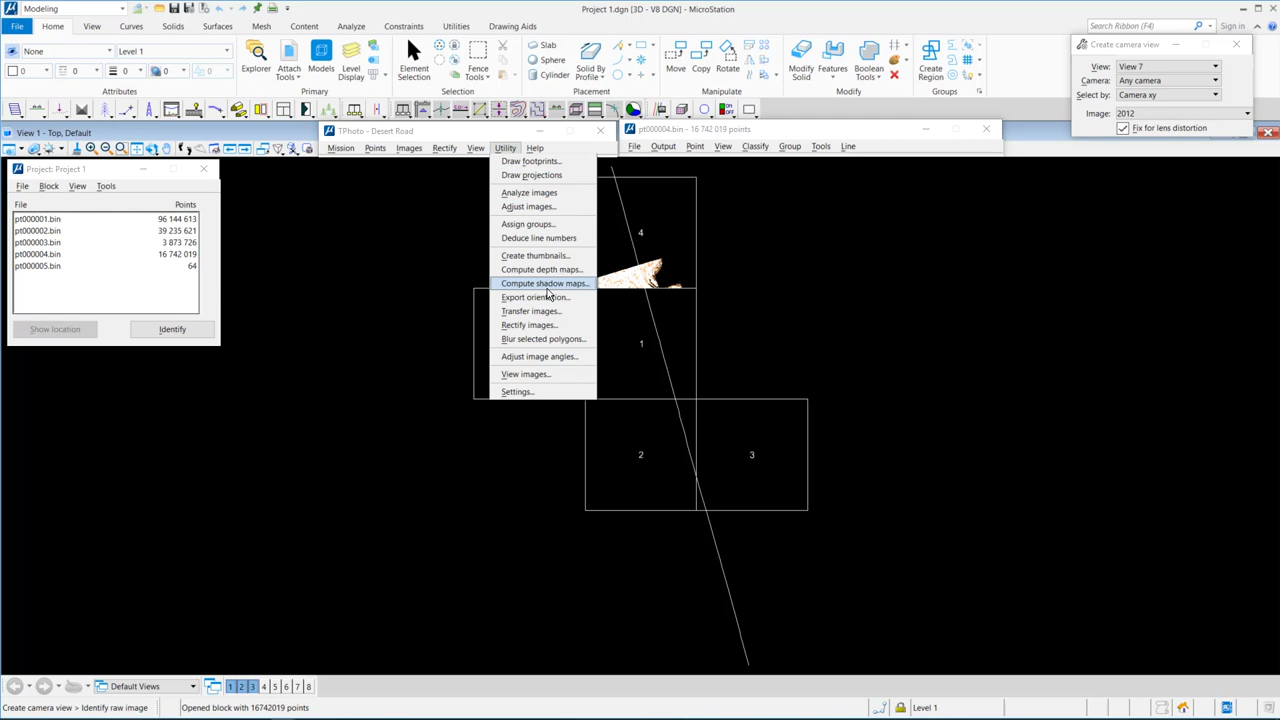 Modeling
Project 1.dgn [3D - V8 DGN] - MicroStation
File Home View Curves Solids Surfaces Mesh Content Analyze Constraints Utilities Drawing Aids
Search Ribbon (F4) Sign in
None Level 1
0 0 0 0
Attributes
Explorer Attach Tools Models Level Display
Primary
Element Selection Fence Tools
Selection
Slab
Sphere
Cylinder
Solid By Profile
Placement
Move Copy Rotate
Manipulate
Modify Solid Features Boolean Tools
Modify
Create Region
Groups
Create camera view
View: View 7
Camera: Any camera
Select by: Camera xy
Image: 2012
Fix for lens distortion
View 1 - Top, Default
TPhoto - Desert Road
Mission Points Images Rectify View Utility Help
pt000004.bin - 16 742 019 points
File Output Point View Classify Group Tools Line
Project: Project 1
File Block View Tools
File Points
pt000001.bin 96 144 613
pt000002.bin 39 235 621
pt000003.bin 3 873 726
pt000004.bin 16 742 019
pt000005.bin 64
Show location Identify
Draw footprints...
Draw projections
Analyze images
Adjust images...
Assign groups...
Deduce line numbers
Create thumbnails...
Compute depth maps...
Compute shadow maps...
Export orientation...
Transfer images...
Rectify images...
Blur selected polygons...
Adjust image angles...
View images...
Settings...
4
1
2
3
Default Views 1 2 3 4 5 6 7 8
Create camera view > Identify raw image Opened block with 16742019 points Level 1